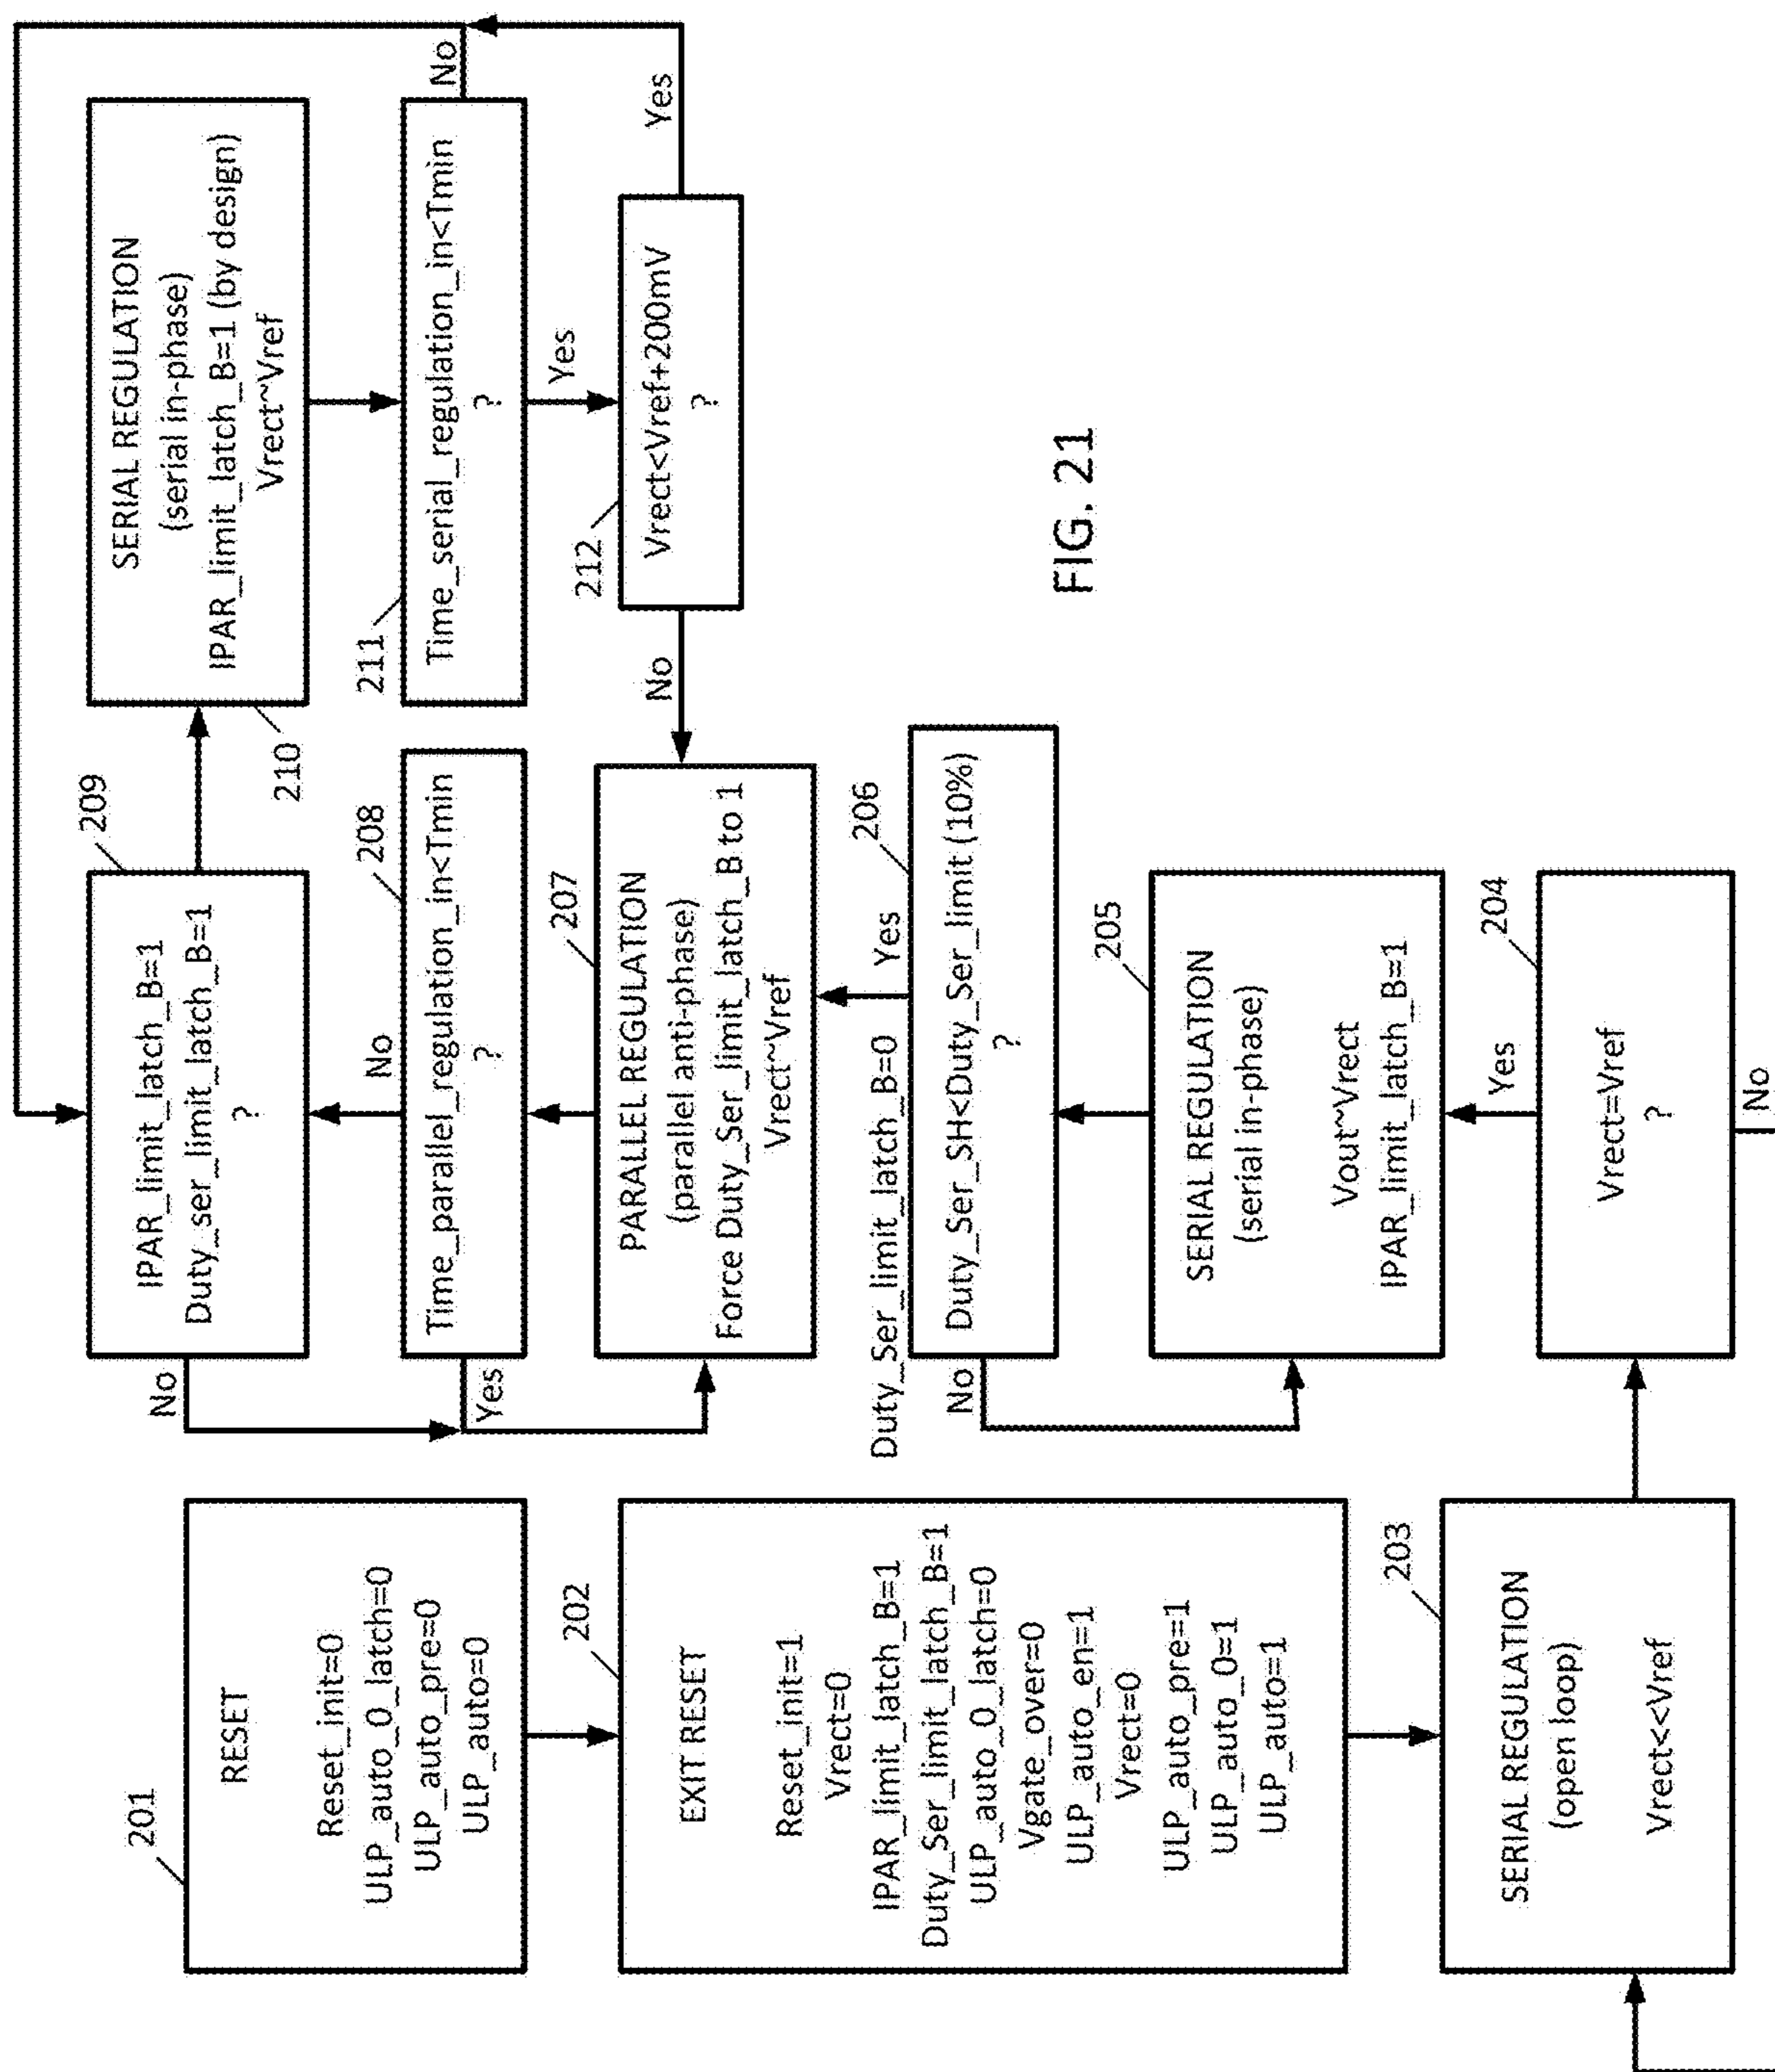 201
RESET
Reset_init=0
ULP_auto_0_latch=0
ULP_auto_pre=0
ULP_auto=0
202
EXIT RESET
Reset_init=1
Vrect=0
IPAR_limit_latch_B=1
Duty_Ser_limit_latch_B=1
ULP_auto_0_latch=0
Vgate_over=0
ULP_auto_en=1
Vrect=0
ULP_auto_pre=1
ULP_auto_0=1
ULP_auto=1
203
SERIAL REGULATION
(open loop)
Vrect<<Vref
204
Vrect=Vref
?
Yes
No
205
SERIAL REGULATION
(serial in-phase)
Vout~Vrect
IPAR_limit_latch_B=1
206
Duty_Ser_SH<Duty_Ser_limit (10%)
?
No
Duty_Ser_limit_latch_B=0
Yes
207
PARALLEL REGULATION
(parallel anti-phase)
Force Duty_Ser_limit_latch_B to 1
Vrect~Vref
208
Time_parallel_regulation_in<Tmin
?
Yes
No
209
IPAR_limit_latch_B=1
Duty_ser_limit_latch_B=1
?
No
210
SERIAL REGULATION
(serial in-phase)
IPAR_limit_latch_B=1 (by design)
Vrect~Vref
211
Time_serial_regulation_in<Tmin
?
No
Yes
212
Vrect<Vref+200mV
?
Yes
No
FIG. 21